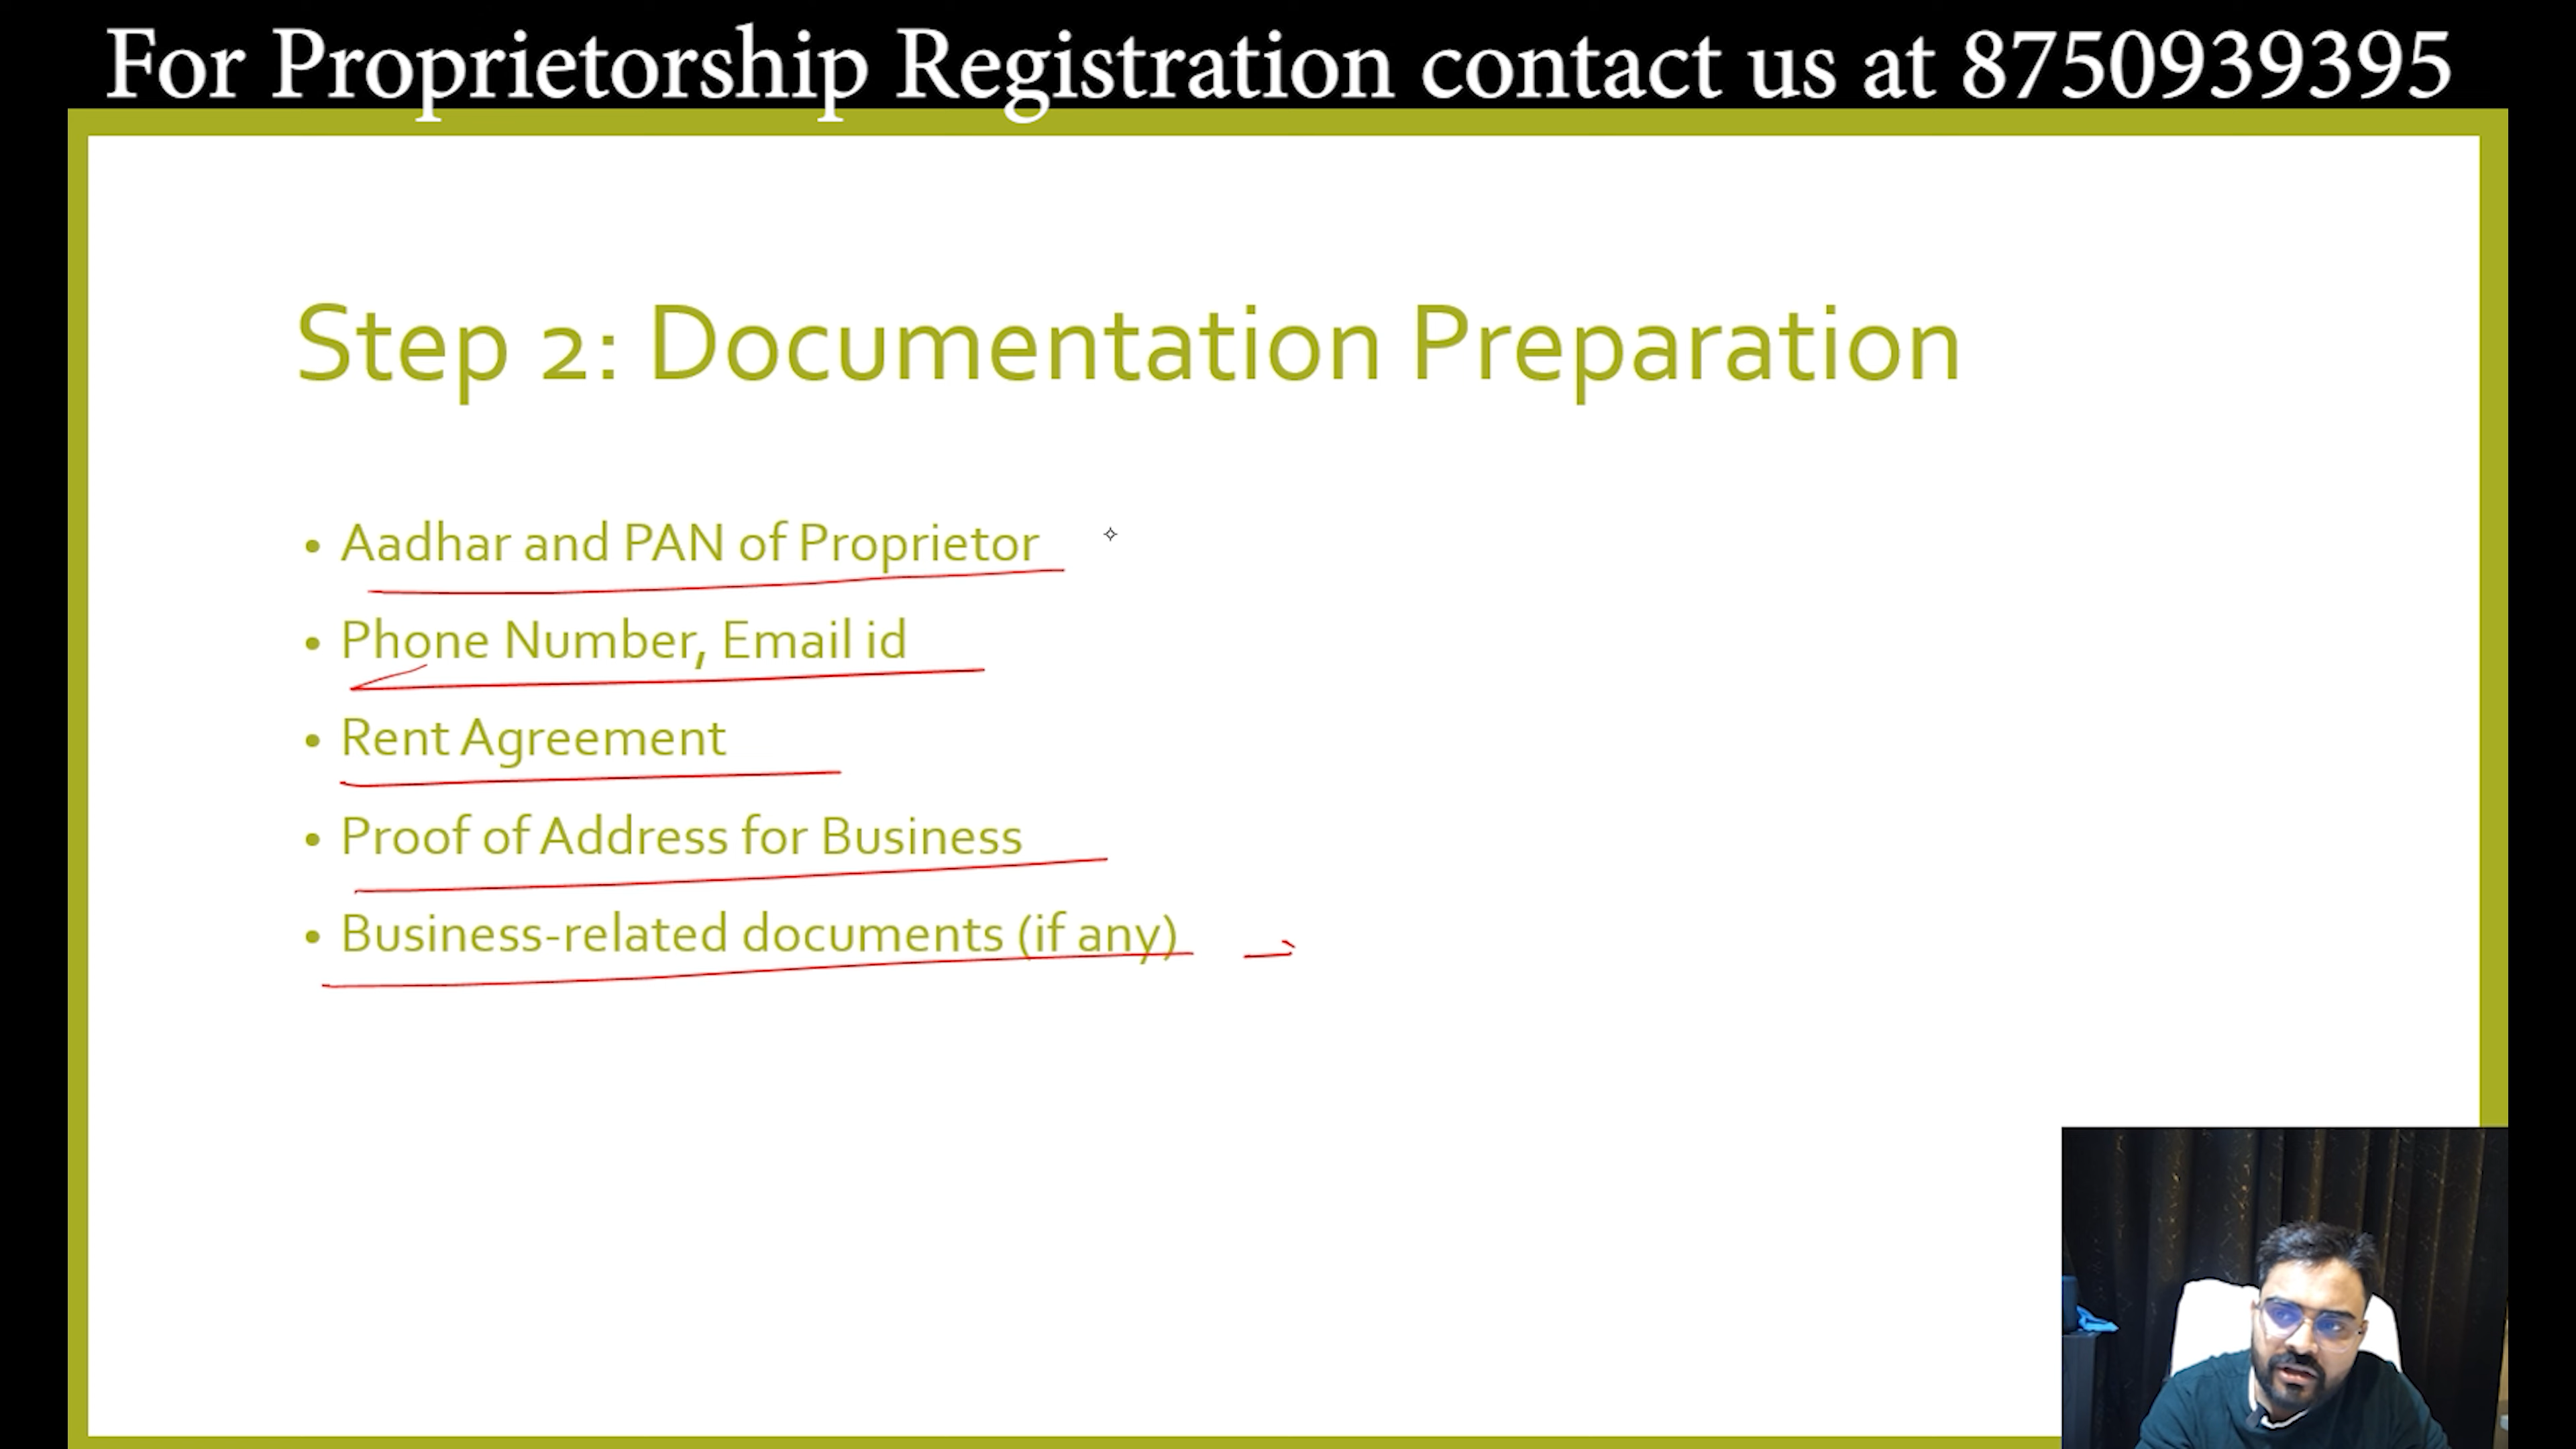 For Proprietorship Registration contact us at 8750939395
Step 2: Documentation Preparation
• Aadhar and PAN of Proprietor
• Phone Number, Email id
• Rent Agreement
• Proof of Address for Business
• Business-related documents (if any)